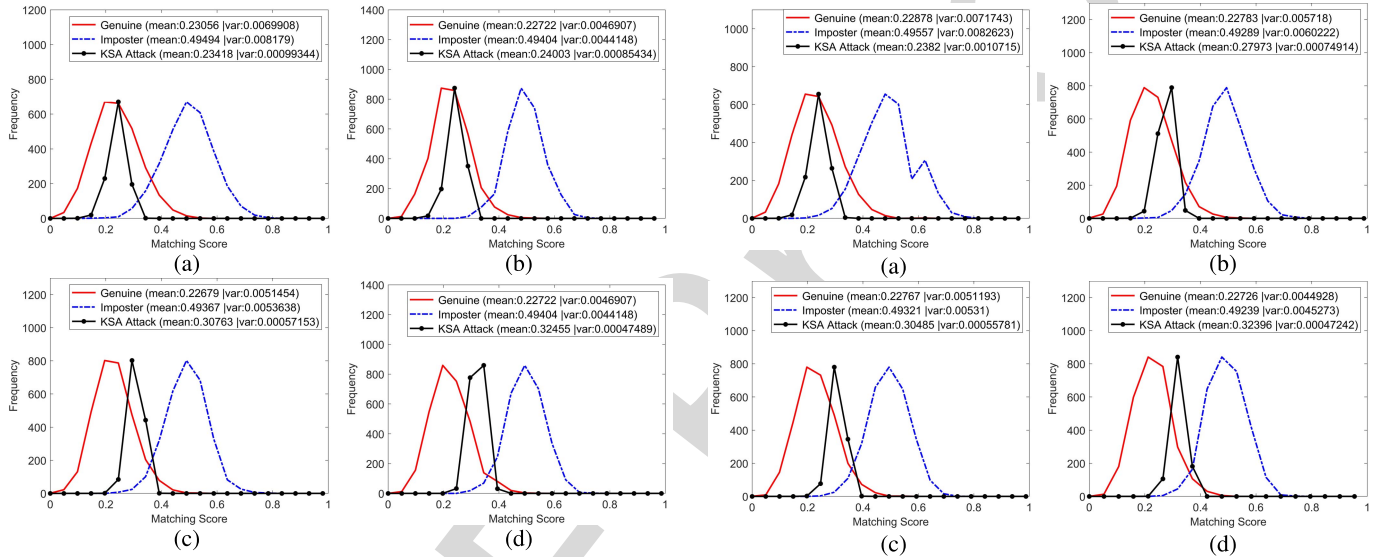 1200
1000
800
600
400
200
0
Frequency
Genuine (mean:0.23056 |var:0.0069908)
Imposter (mean:0.49494 |var:0.008179)
KSA Attack (mean:0.23418 |var:0.00099344)
0 0.2 0.4 0.6 0.8 1
Matching Score
(a)
1400
1200
1000
800
600
400
200
0
Frequency
Genuine (mean:0.22722 |var:0.0046907)
Imposter (mean:0.49404 |var:0.0044148)
KSA Attack (mean:0.24003 |var:0.00085434)
0 0.2 0.4 0.6 0.8 1
Matching Score
(b)
1000
800
600
400
200
0
Frequency
Genuine (mean:0.22878 |var:0.0071743)
Imposter (mean:0.49557 |var:0.0082623)
KSA Attack (mean:0.2382 |var:0.0010715)
0 0.2 0.4 0.6 0.8 1
Matching Score
(a)
1200
1000
800
600
400
200
0
Frequency
Genuine (mean:0.22783 |var:0.005718)
Imposter (mean:0.49289 |var:0.0060222)
KSA Attack (mean:0.27973 |var:0.00074914)
0 0.2 0.4 0.6 0.8 1
Matching Score
(b)
1200
1000
800
600
400
200
0
Frequency
Genuine (mean:0.22679 |var:0.0051454)
Imposter (mean:0.49367 |var:0.0053638)
KSA Attack (mean:0.30763 |var:0.00057153)
0 0.2 0.4 0.6 0.8 1
Matching Score
(c)
1400
1200
1000
800
600
400
200
0
Frequency
Genuine (mean:0.22722 |var:0.0046907)
Imposter (mean:0.49404 |var:0.0044148)
KSA Attack (mean:0.32455 |var:0.00047489)
0 0.2 0.4 0.6 0.8 1
Matching Score
(d)
1200
1000
800
600
400
200
0
Frequency
Genuine (mean:0.22767 |var:0.0051193)
Imposter (mean:0.49321 |var:0.00531)
KSA Attack (mean:0.30485 |var:0.00055781)
0 0.2 0.4 0.6 0.8 1
Matching Score
(c)
1200
1000
800
600
400
200
0
Frequency
Genuine (mean:0.22726 |var:0.0044928)
Imposter (mean:0.49239 |var:0.0045273)
KSA Attack (mean:0.32396 |var:0.00047242)
0 0.2 0.4 0.6 0.8 1
Matching Score
(d)